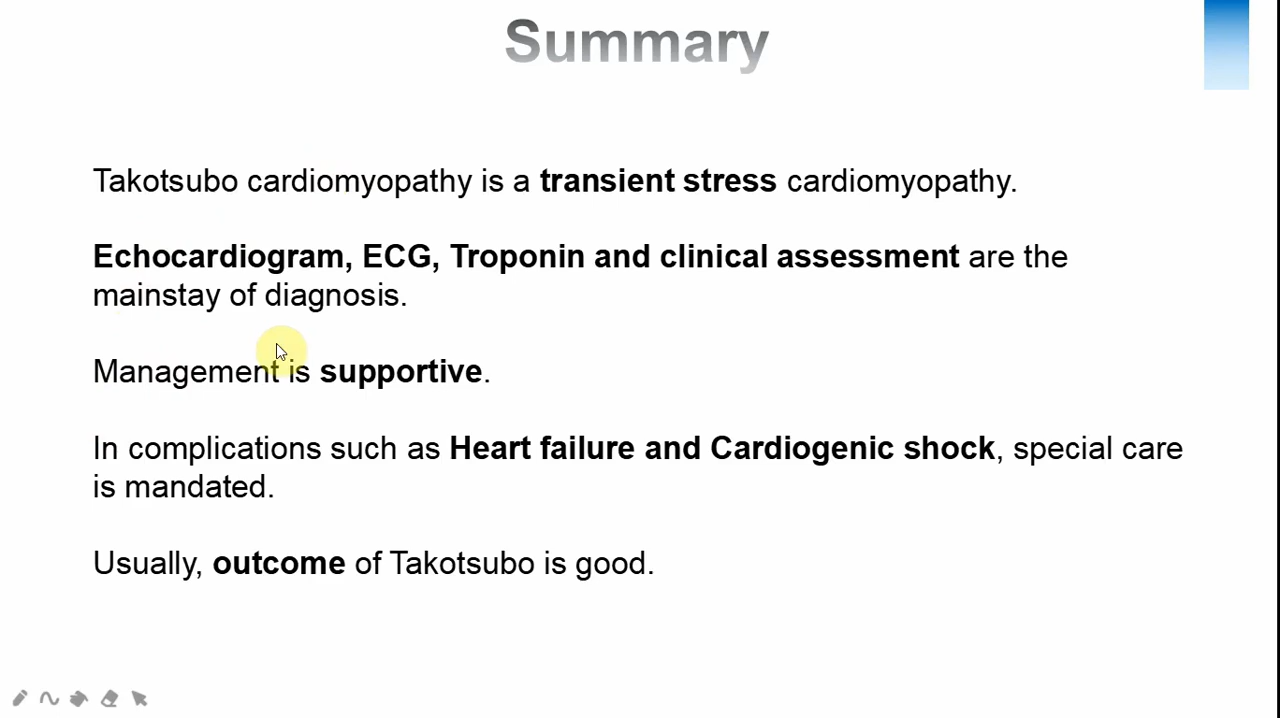 Summary
Takotsubo cardiomyopathy is a transient stress cardiomyopathy.
Echocardiogram, ECG, Troponin and clinical assessment are the
mainstay of diagnosis.
Management is supportive.
In complications such as Heart failure and Cardiogenic shock, special care
is mandated.
Usually, outcome of Takotsubo is good.